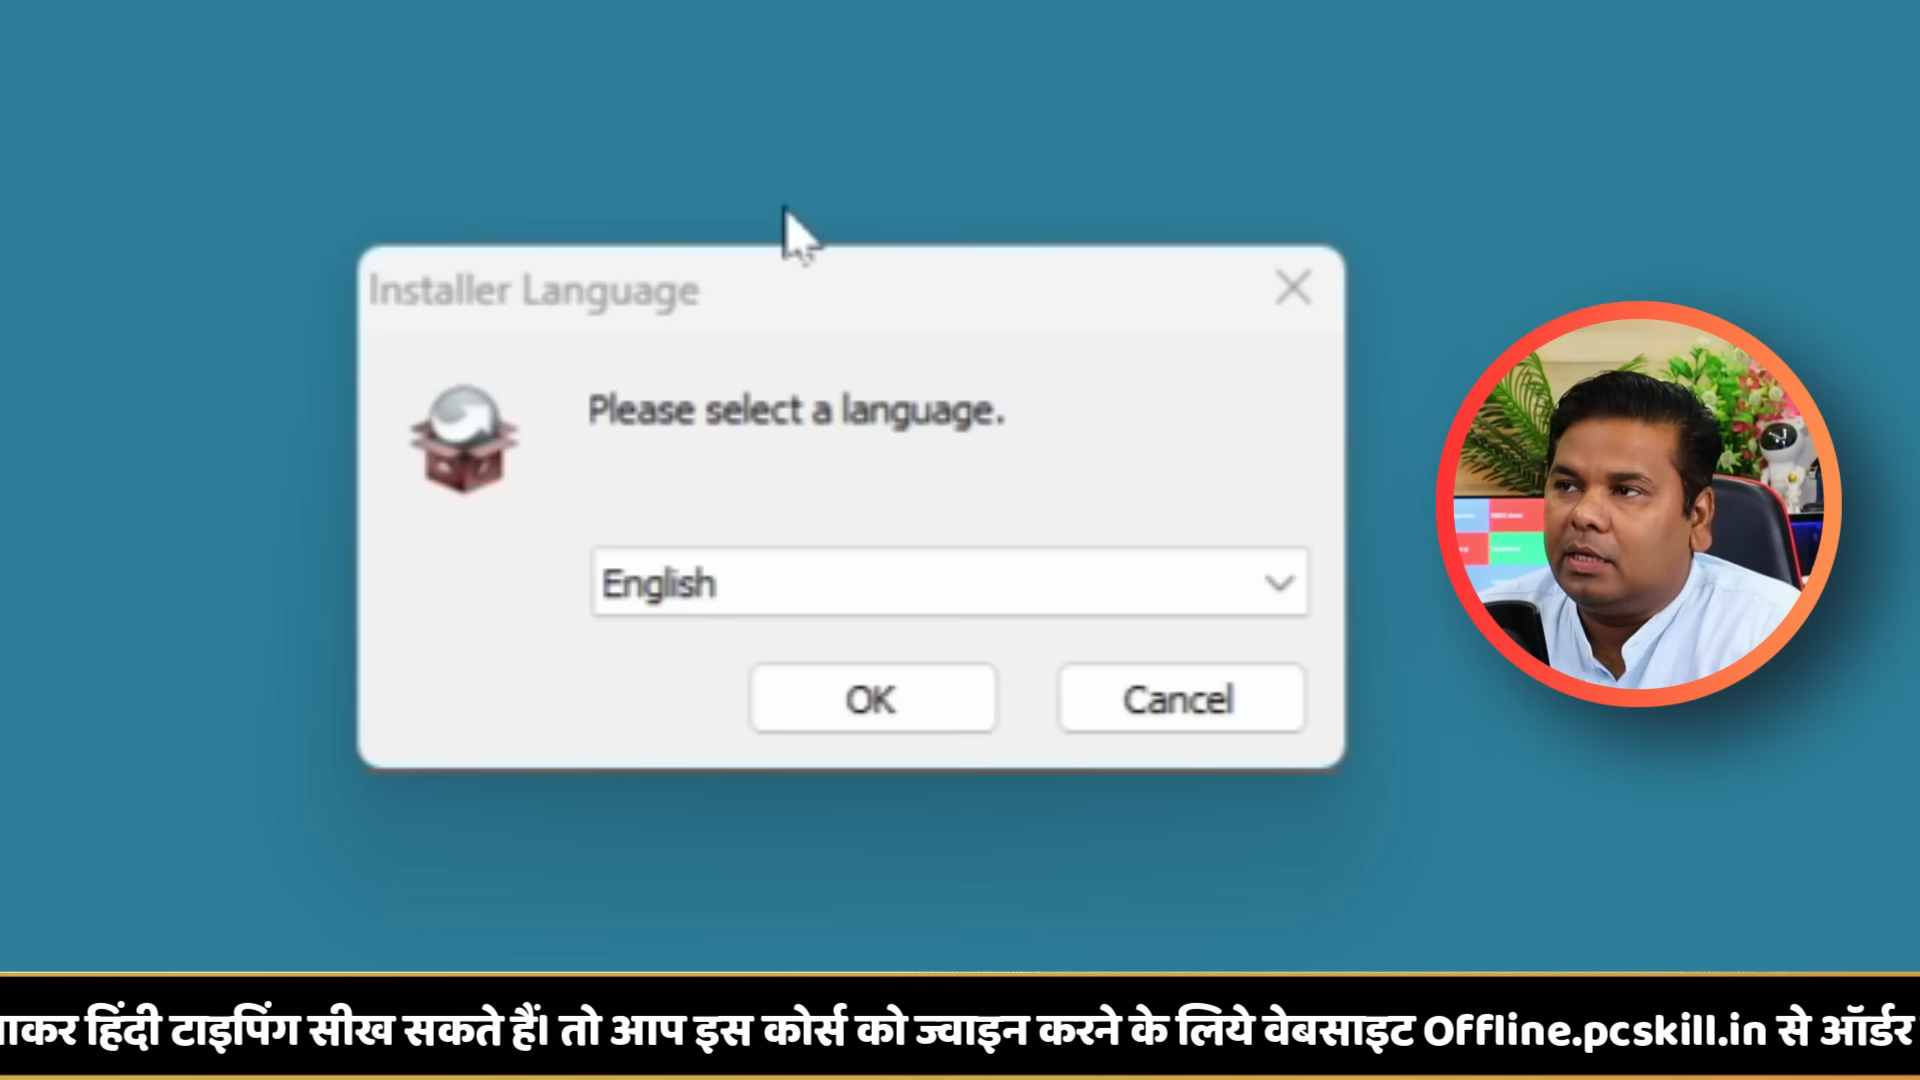 Installer Language
Please select a language.
English
OK Cancel
हिंदी टाइपिंग सीख सकते हैं। तो आप इस कोर्स को ज्वाइन करने के लिये वेबसाइट Offline.pcskill.in से ऑर्डर